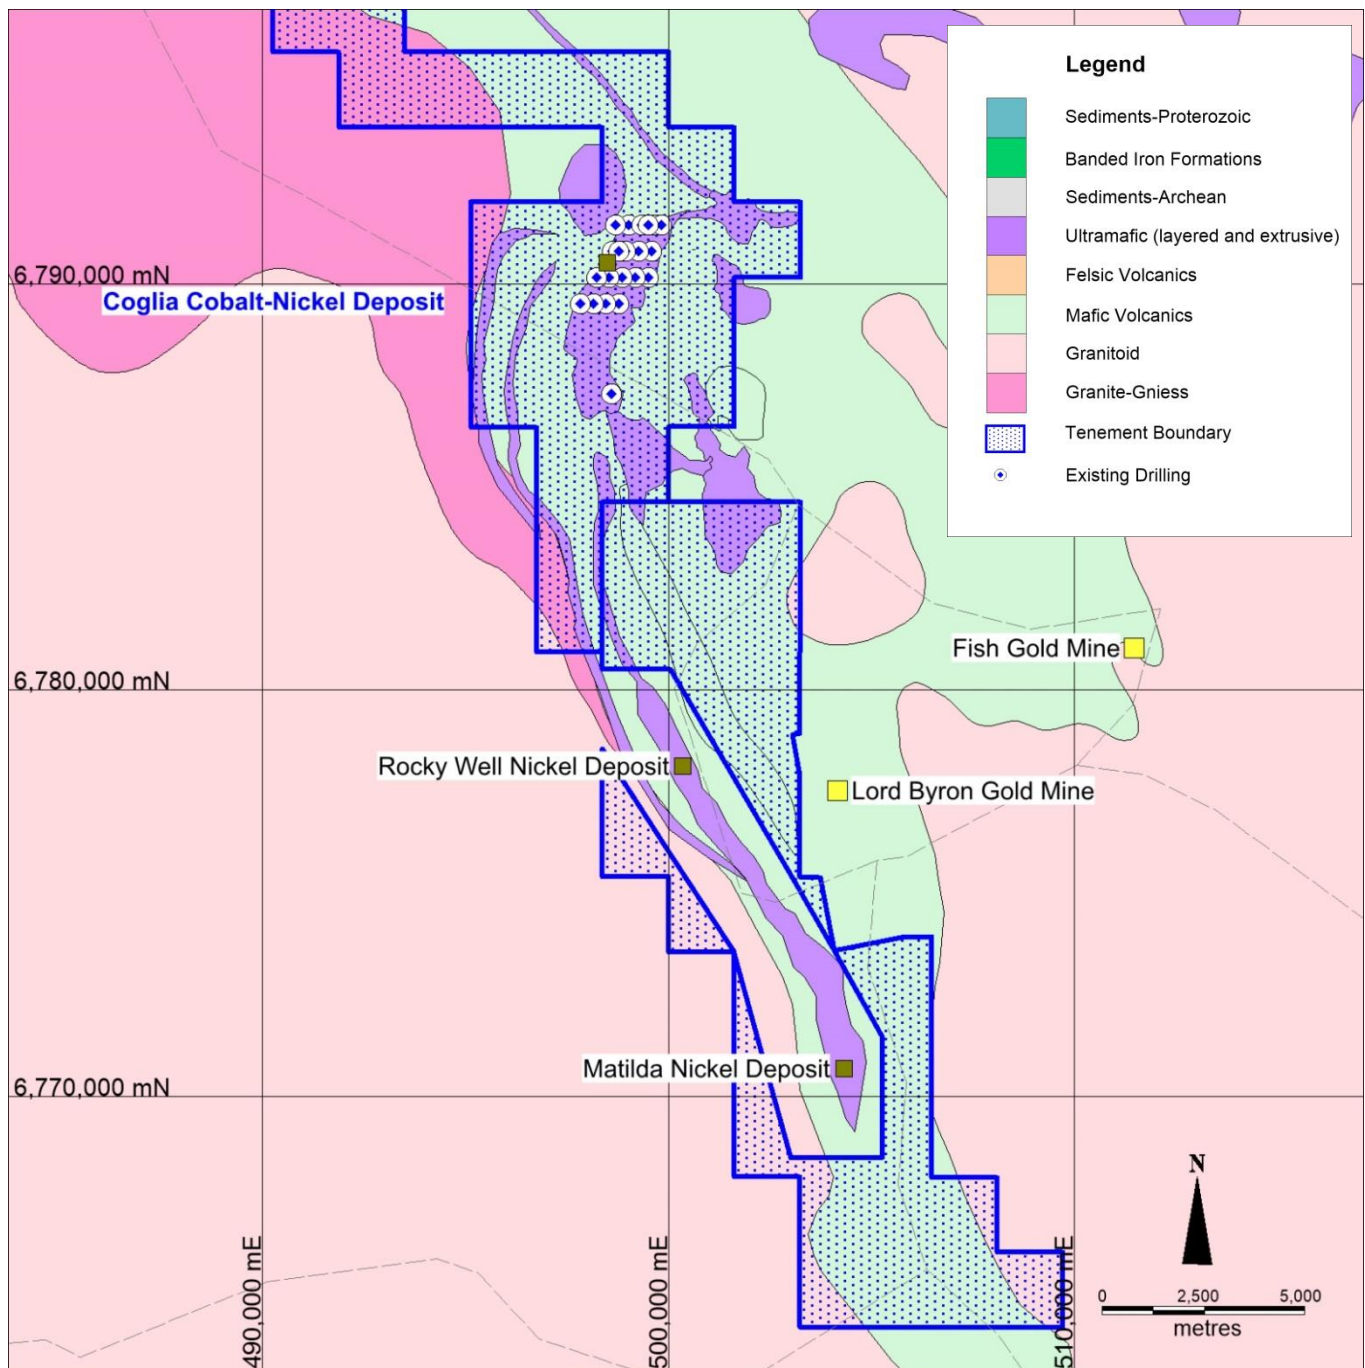 Legend
Sediments-Proterozoic
Banded Iron Formations
Sediments-Archean
Ultramafic (layered and extrusive)
Felsic Volcanics
Mafic Volcanics
Granitoid
Granite-Gniess
Tenement Boundary
Existing Drilling
6,790,000 mN
Coglia Cobalt-Nickel Deposit
Fish Gold Mine
6,780,000 mN
Rocky Well Nickel Deposit
Lord Byron Gold Mine
Matilda Nickel Deposit
6,770,000 mN
490,000 mE
500,000 mE
510,000 mE
N
0 2,500 5,000
metres